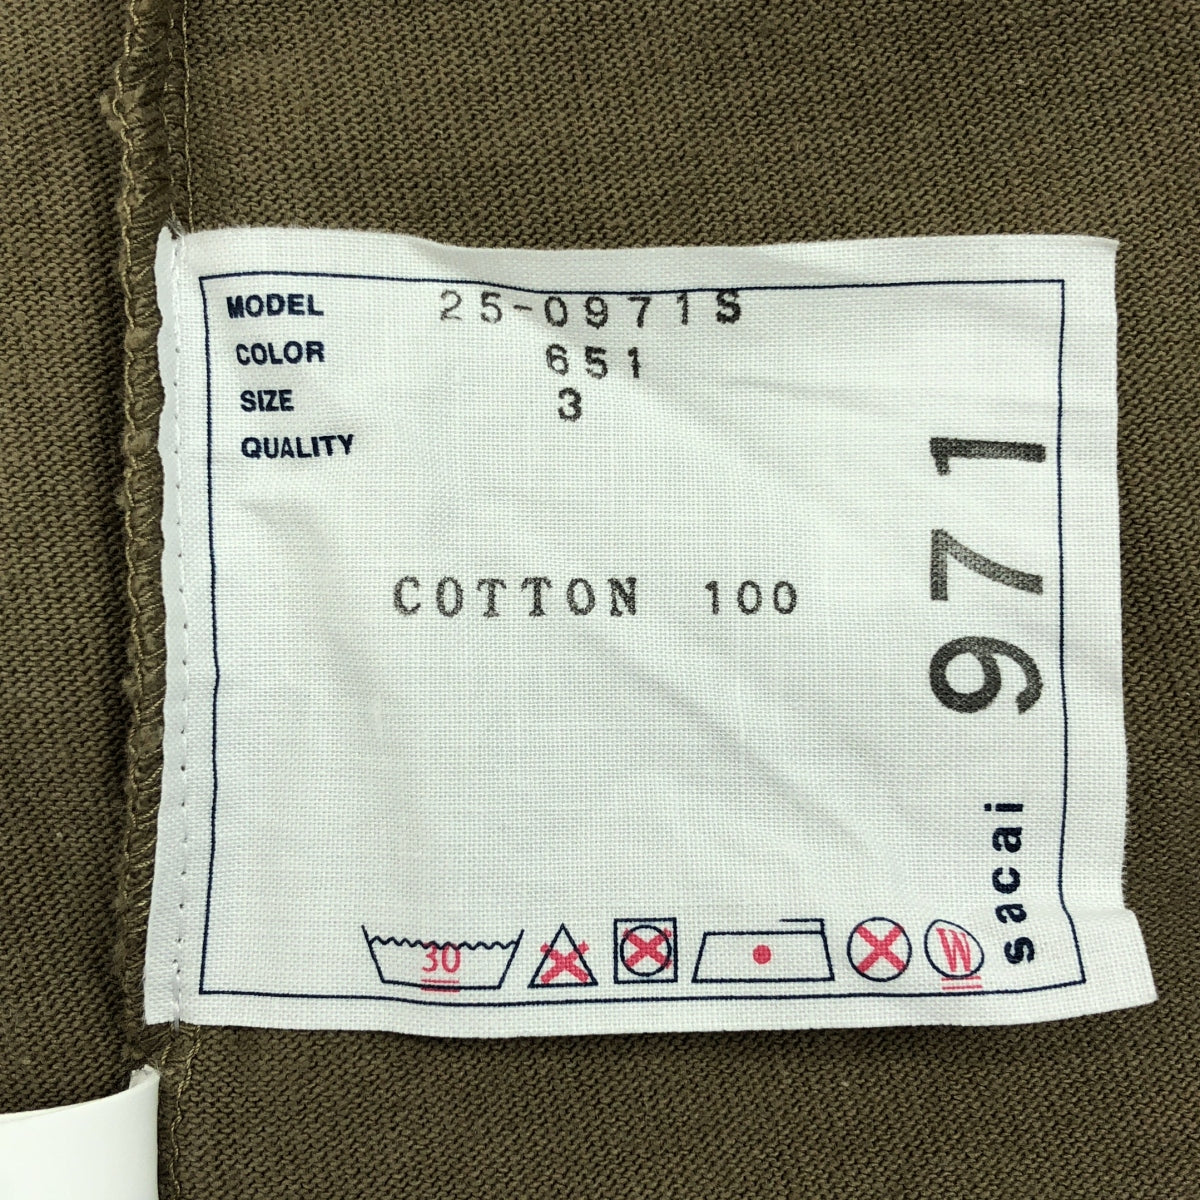 MODEL 25-0971S
COLOR 651
SIZE 3
QUALITY
COTTON 100
sacai 971
30
W